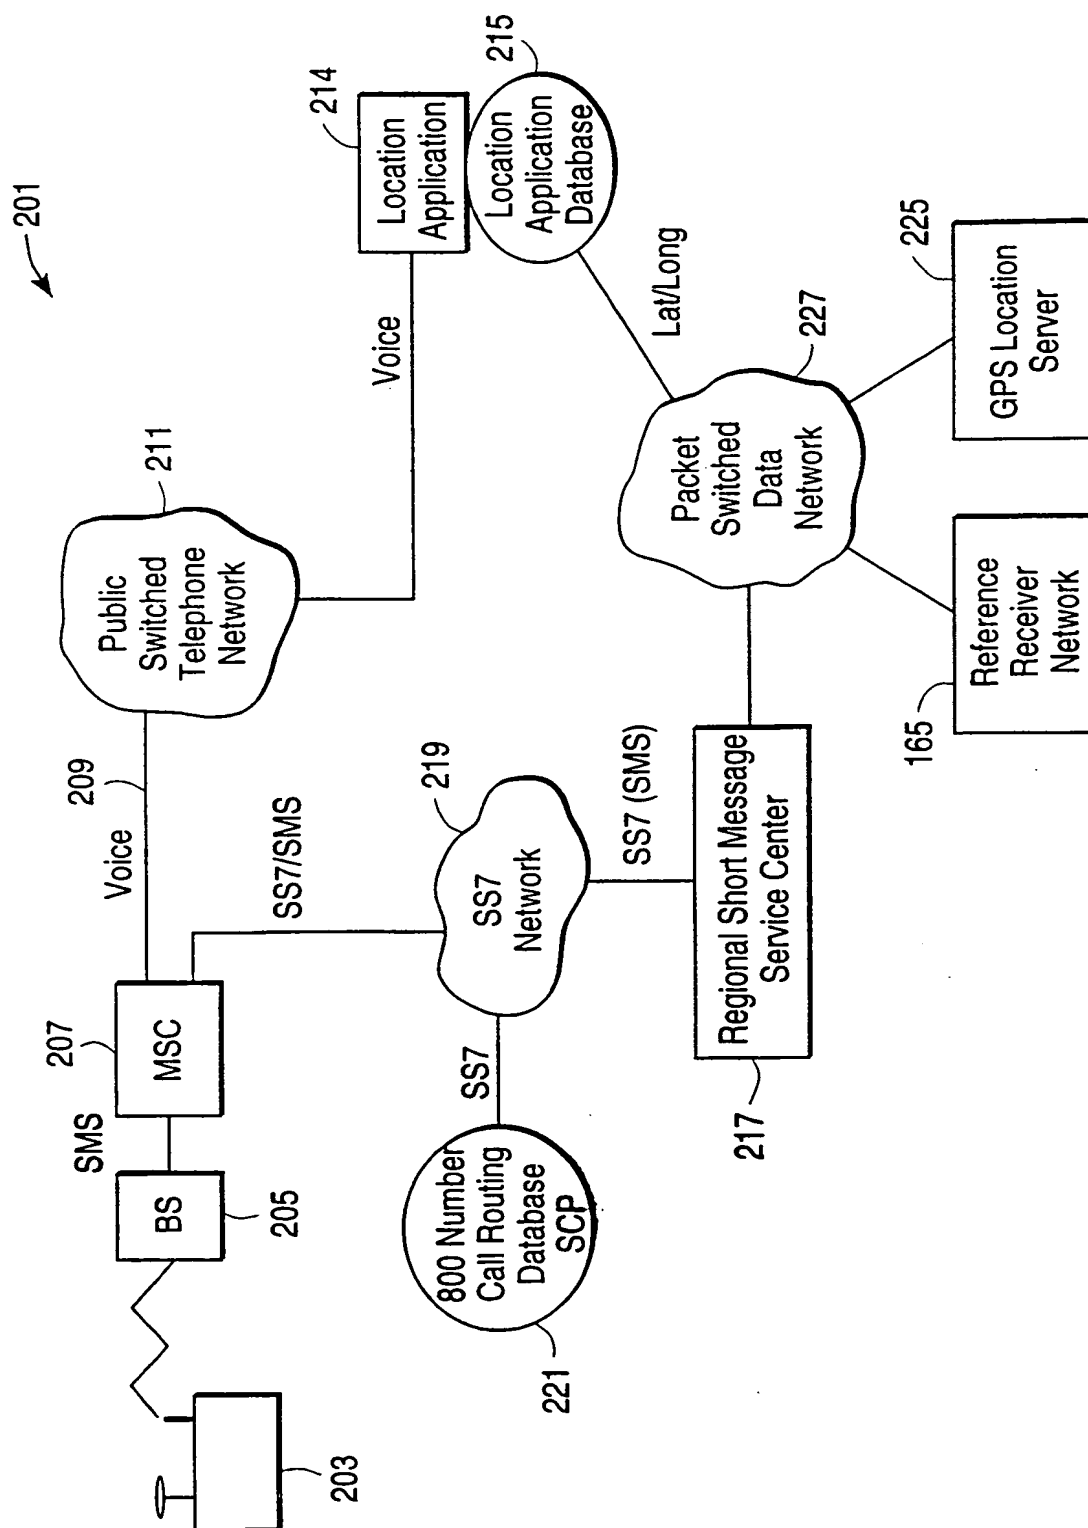 201
203
SMS
BS
205
207
MSC
Voice
209
211
Public
Switched
Telephone
Network
Voice
214
Location
Application
215
Location
Application
Database
SS7/SMS
219
SS7
Network
SS7
800 Number
Call Routing
Database
SCP
221
SS7 (SMS)
Regional Short Message
Service Center
217
Lat/Long
227
Packet
Switched
Data
Network
165
Reference
Receiver
Network
225
GPS Location
Server